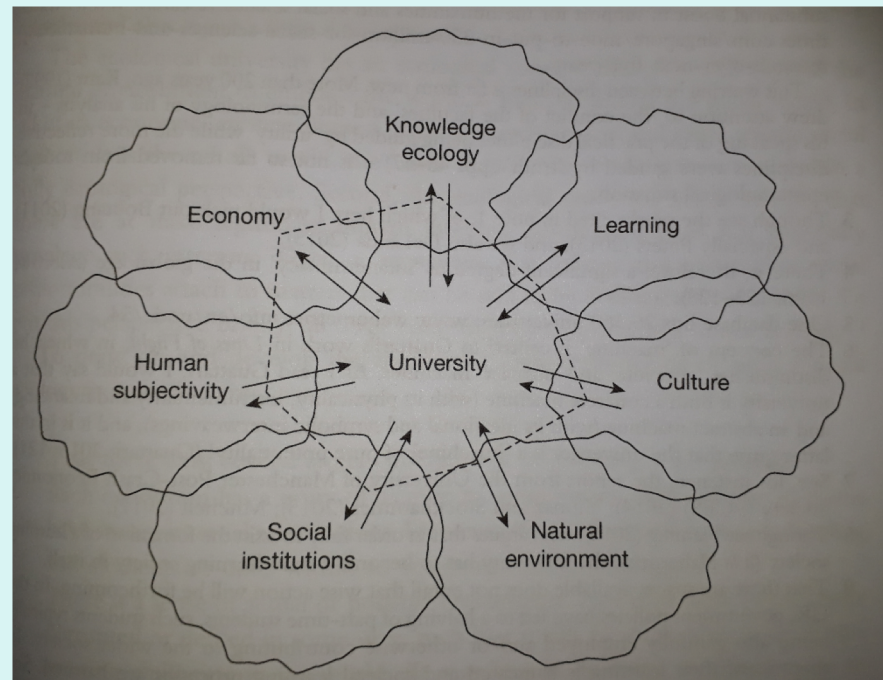 Knowledge
ecology
Economy
Learning
Human
subjectivity
University
Culture
Social
institutions
Natural
environment